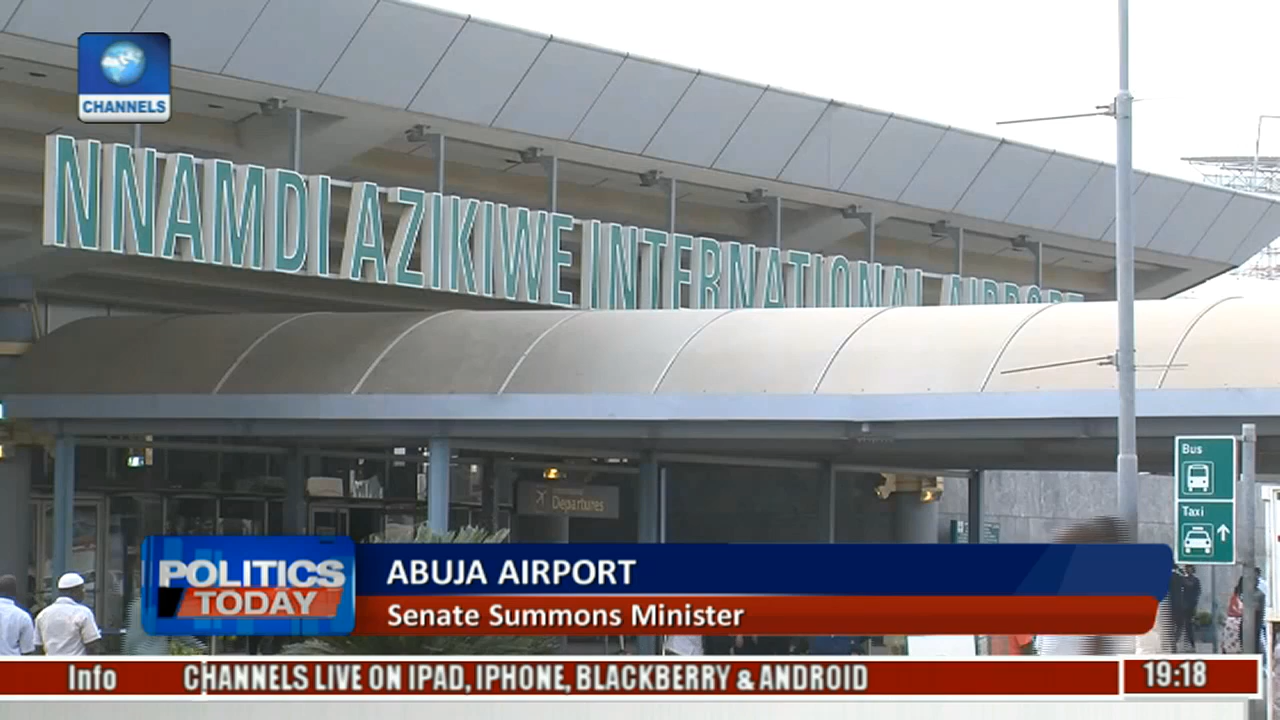 CHANNELS
NNAMDI AZIKIWE INTERNATIONAL AIRPORT
Departures
Bus
Taxi
POLITICS
TODAY
ABUJA AIRPORT
Senate Summons Minister
Info CHANNELS LIVE ON IPAD, IPHONE, BLACKBERRY & ANDROID 19:18